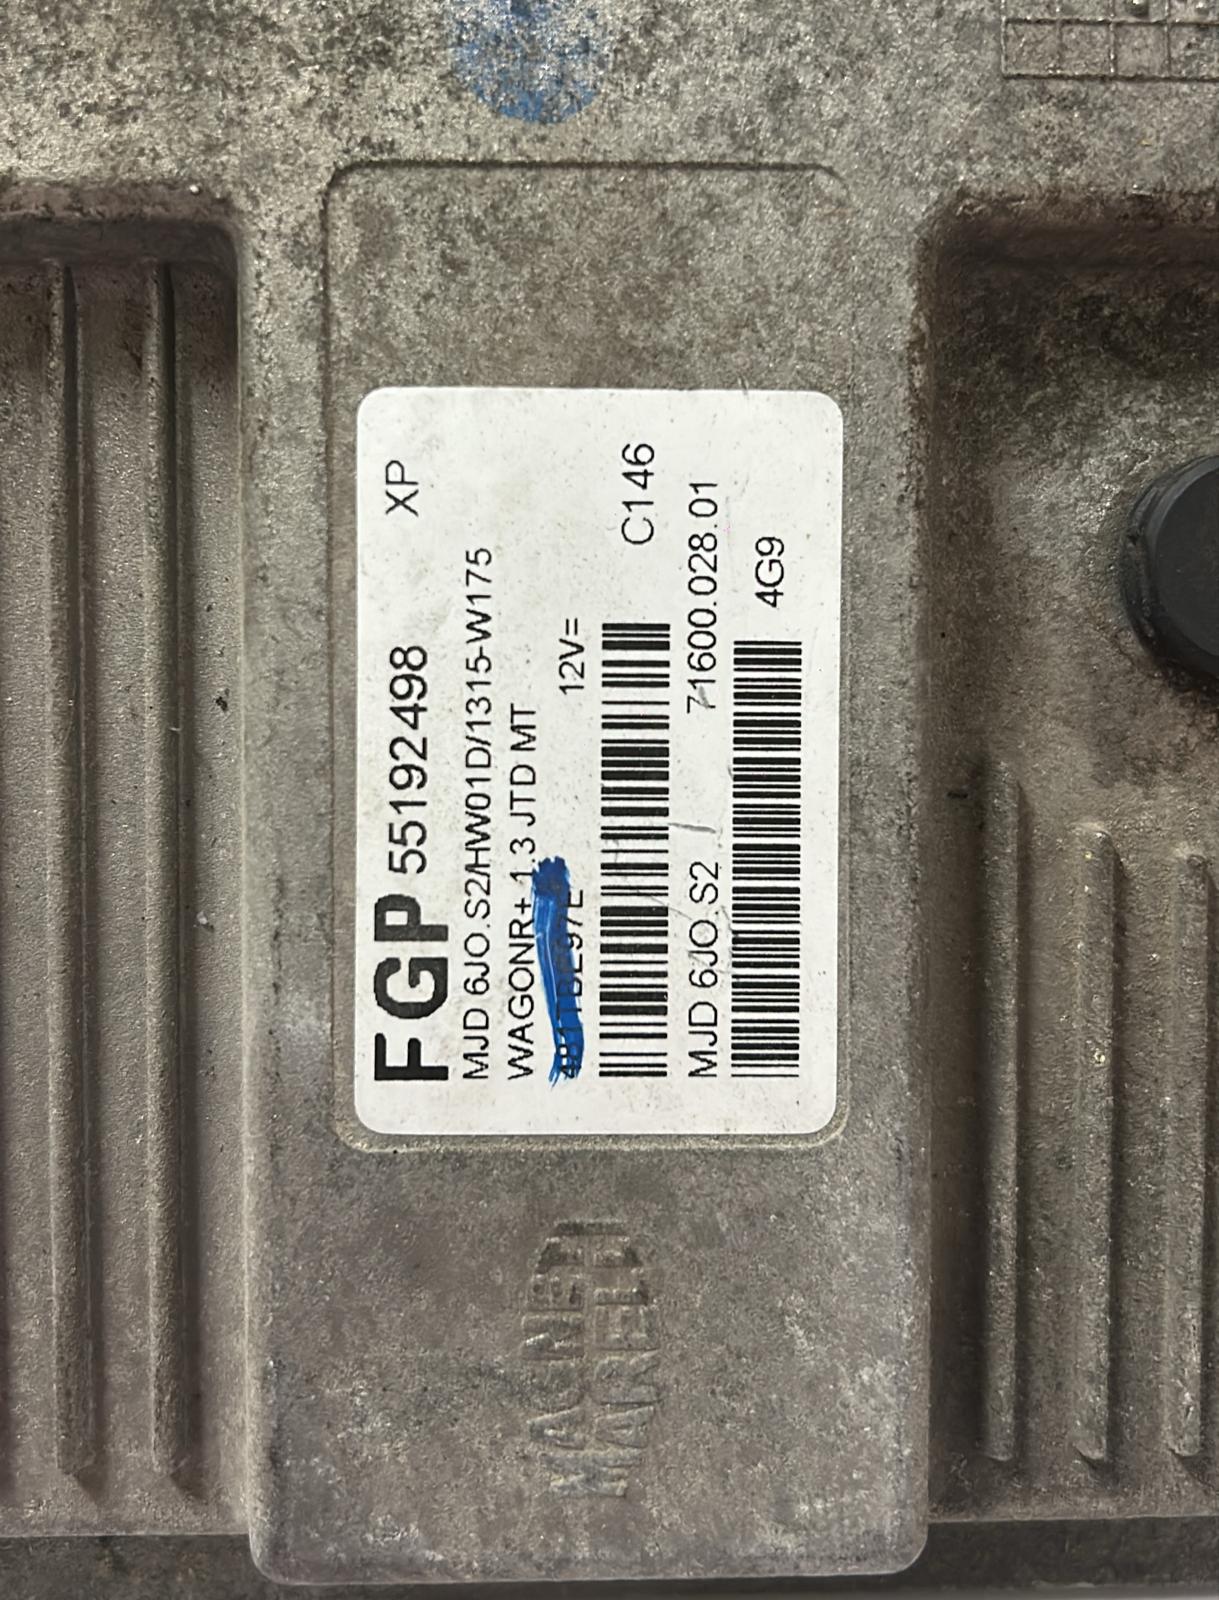 FGP 55192498 XP
MJD 6JO.S2/HW01D/1315-W175
WAGONR+ 1.3 JTD MT
12V=
C146
MJD 6JO.S2 71600.028.01
4G9
MAGNETI
MARELLI